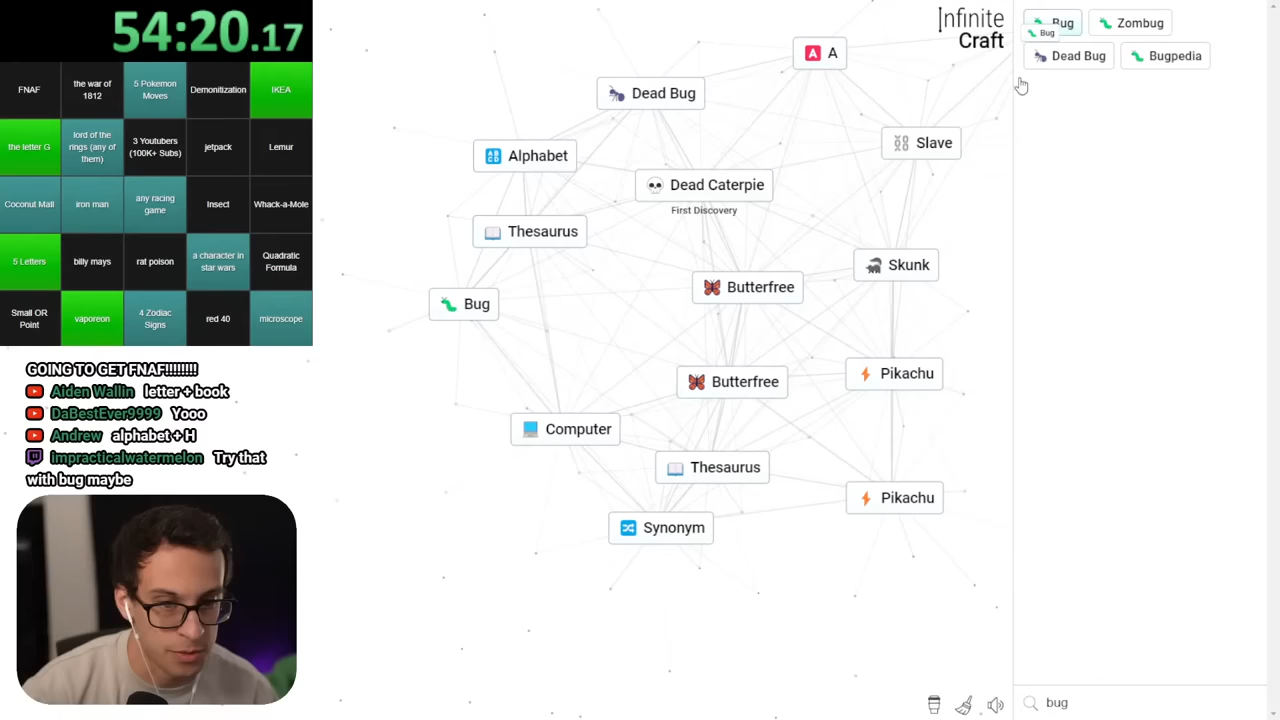 54:20.17
FNAF
the war of
1812
5 Pokemon
Moves
Demonitization
IKEA
the letter G
lord of the
rings (any of
them)
3 Youtubers
(100K+ Subs)
jetpack
Lemur
Coconut Mall
iron man
any racing
game
Insect
Whack-a-Mole
5 Letters
billy mays
rat poison
a character in
star wars
Quadratic
Formula
Small OR
Point
vaporeon
4 Zodiac
Signs
red 40
microscope
GOING TO GET FNAF!!!!!!!!
Aiden Wallin letter + book
DaBestEver9999 Yooo
Andrew alphabet + H
impracticalwatermelon Try that
with bug maybe
Infinite
Craft
A A
Dead Bug
Slave
ABCD Alphabet
Dead Caterpie
First Discovery
Thesaurus
Skunk
Butterfree
Bug
Butterfree
Pikachu
Computer
Thesaurus
Pikachu
Synonym
Bug
Zombug
Bug
Dead Bug
Bugpedia
bug